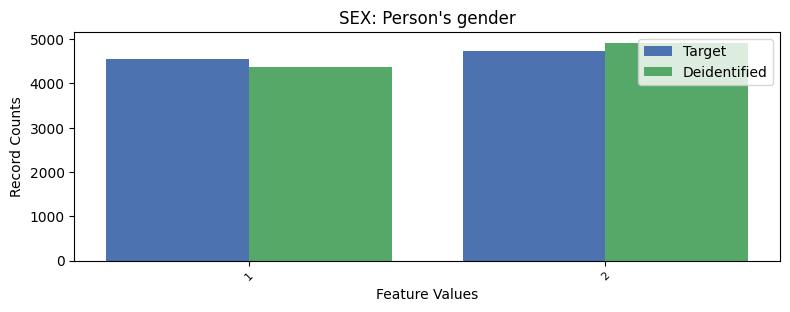 SEX: Person's gender
5000
4000
3000
2000
1000
0
Record Counts
Target
Deidentified
1
2
Feature Values